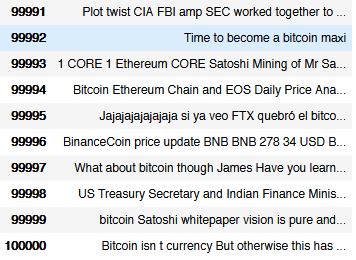 99991 Plot twist CIA FBI amp SEC worked together to ...
99992 Time to become a bitcoin maxi
99993 1 CORE 1 Ethereum CORE Satoshi Mining of Mr Sa...
99994 Bitcoin Ethereum Chain and EOS Daily Price Ana...
99995 Jajajajajajaja si ya veo FTX quebró el bitco...
99996 BinanceCoin price update BNB BNB 278 34 USD B...
99997 What about bitcoin though James Have you learn...
99998 US Treasury Secretary and Indian Finance Minis...
99999 bitcoin Satoshi whitepaper vision is pure and...
100000 Bitcoin isn t currency But otherwise this has ...